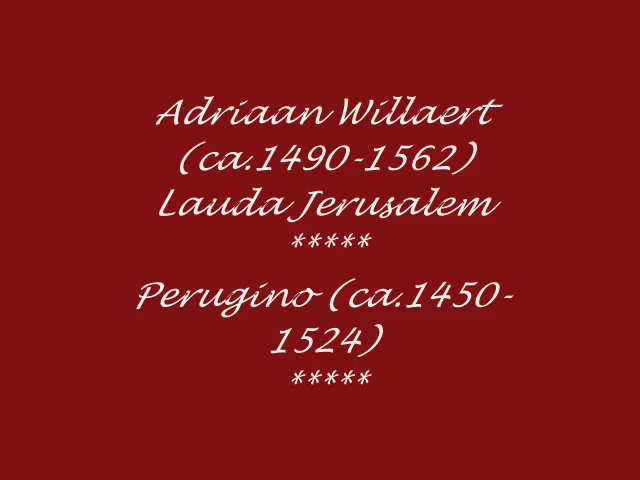 Adriaan Willaert
(ca.1490-1562)
Lauda Jerusalem
*****
Perugino (ca.1450-
1524)
*****